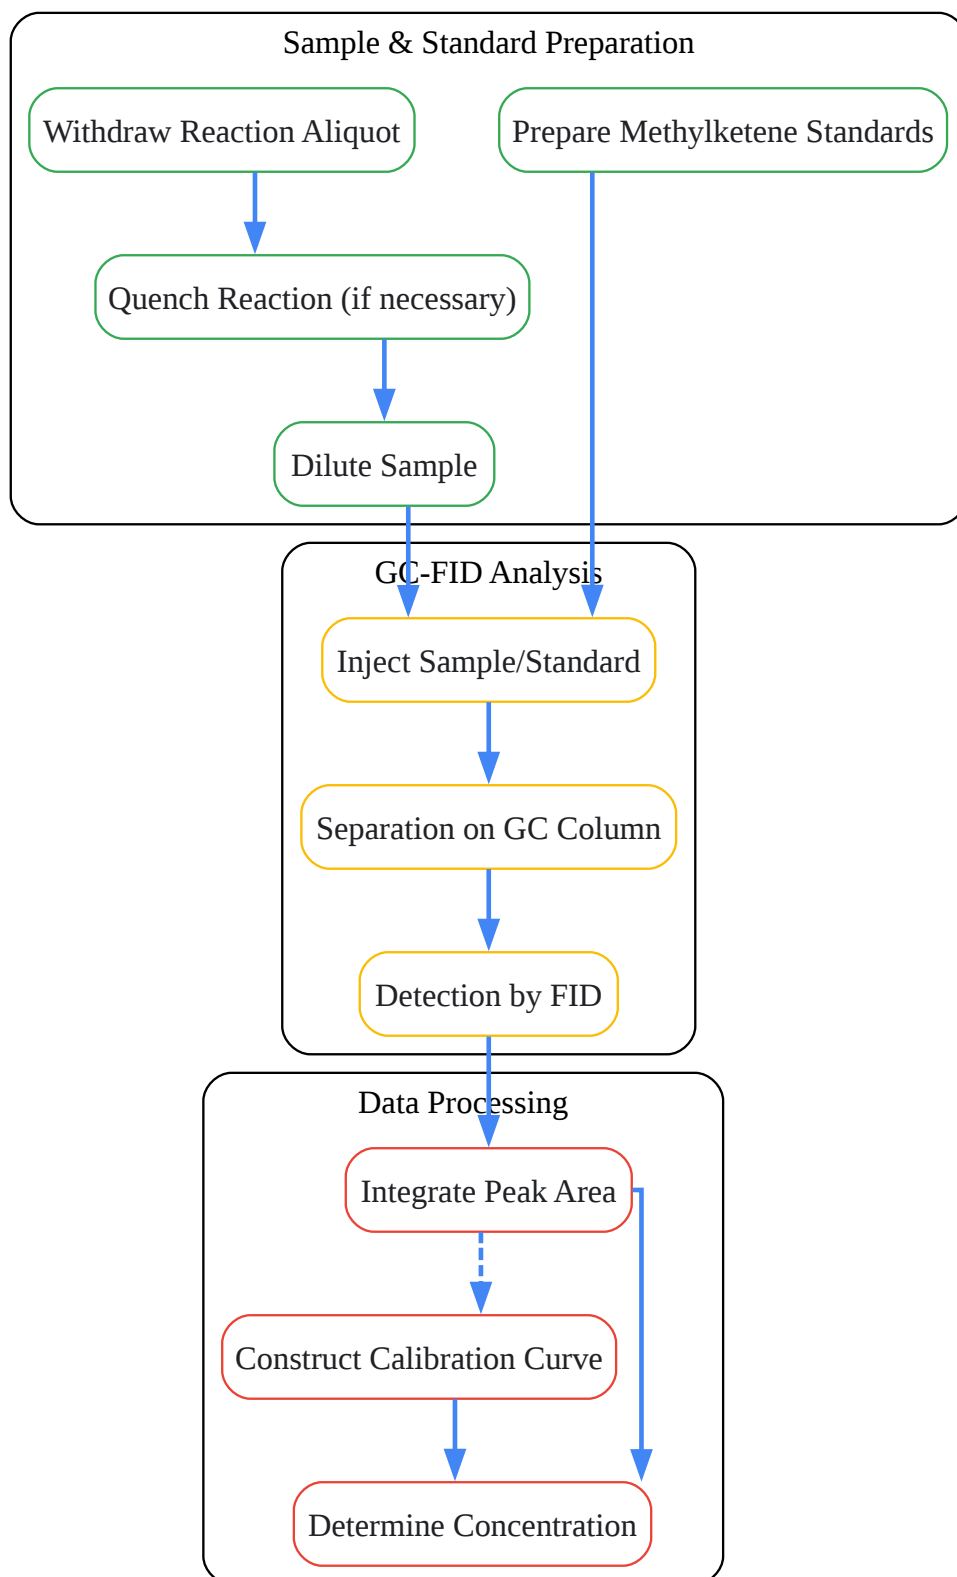 Sample & Standard Preparation
Withdraw Reaction Aliquot
Prepare Methylketene Standards
Quench Reaction (if necessary)
Dilute Sample
GC-FID Analysis
Inject Sample/Standard
Separation on GC Column
Detection by FID
Data Processing
Integrate Peak Area
Construct Calibration Curve
Determine Concentration